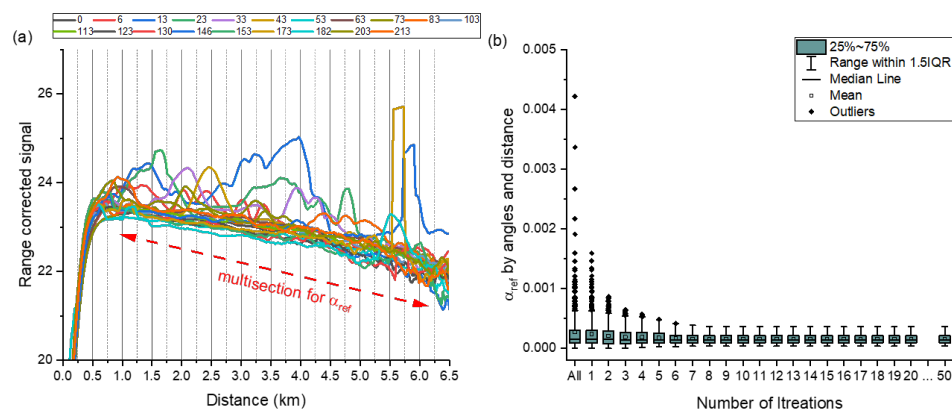 0 6 13 23 33 43 53 63 73 83 103
113 123 130 146 153 173 182 203 213
(a)
Range corrected signal
26
24
22
20
multisection for αref
0.0 0.5 1.0 1.5 2.0 2.5 3.0 3.5 4.0 4.5 5.0 5.5 6.0 6.5
Distance (km)
(b)
25%~75%
Range within 1.5IQR
Median Line
Mean
Outliers
αref by angles and distance
0.005
0.004
0.003
0.002
0.001
0.000
All 1 2 3 4 5 6 7 8 9 10 11 12 13 14 15 16 17 18 19 20 ... 50
Number of Itreations